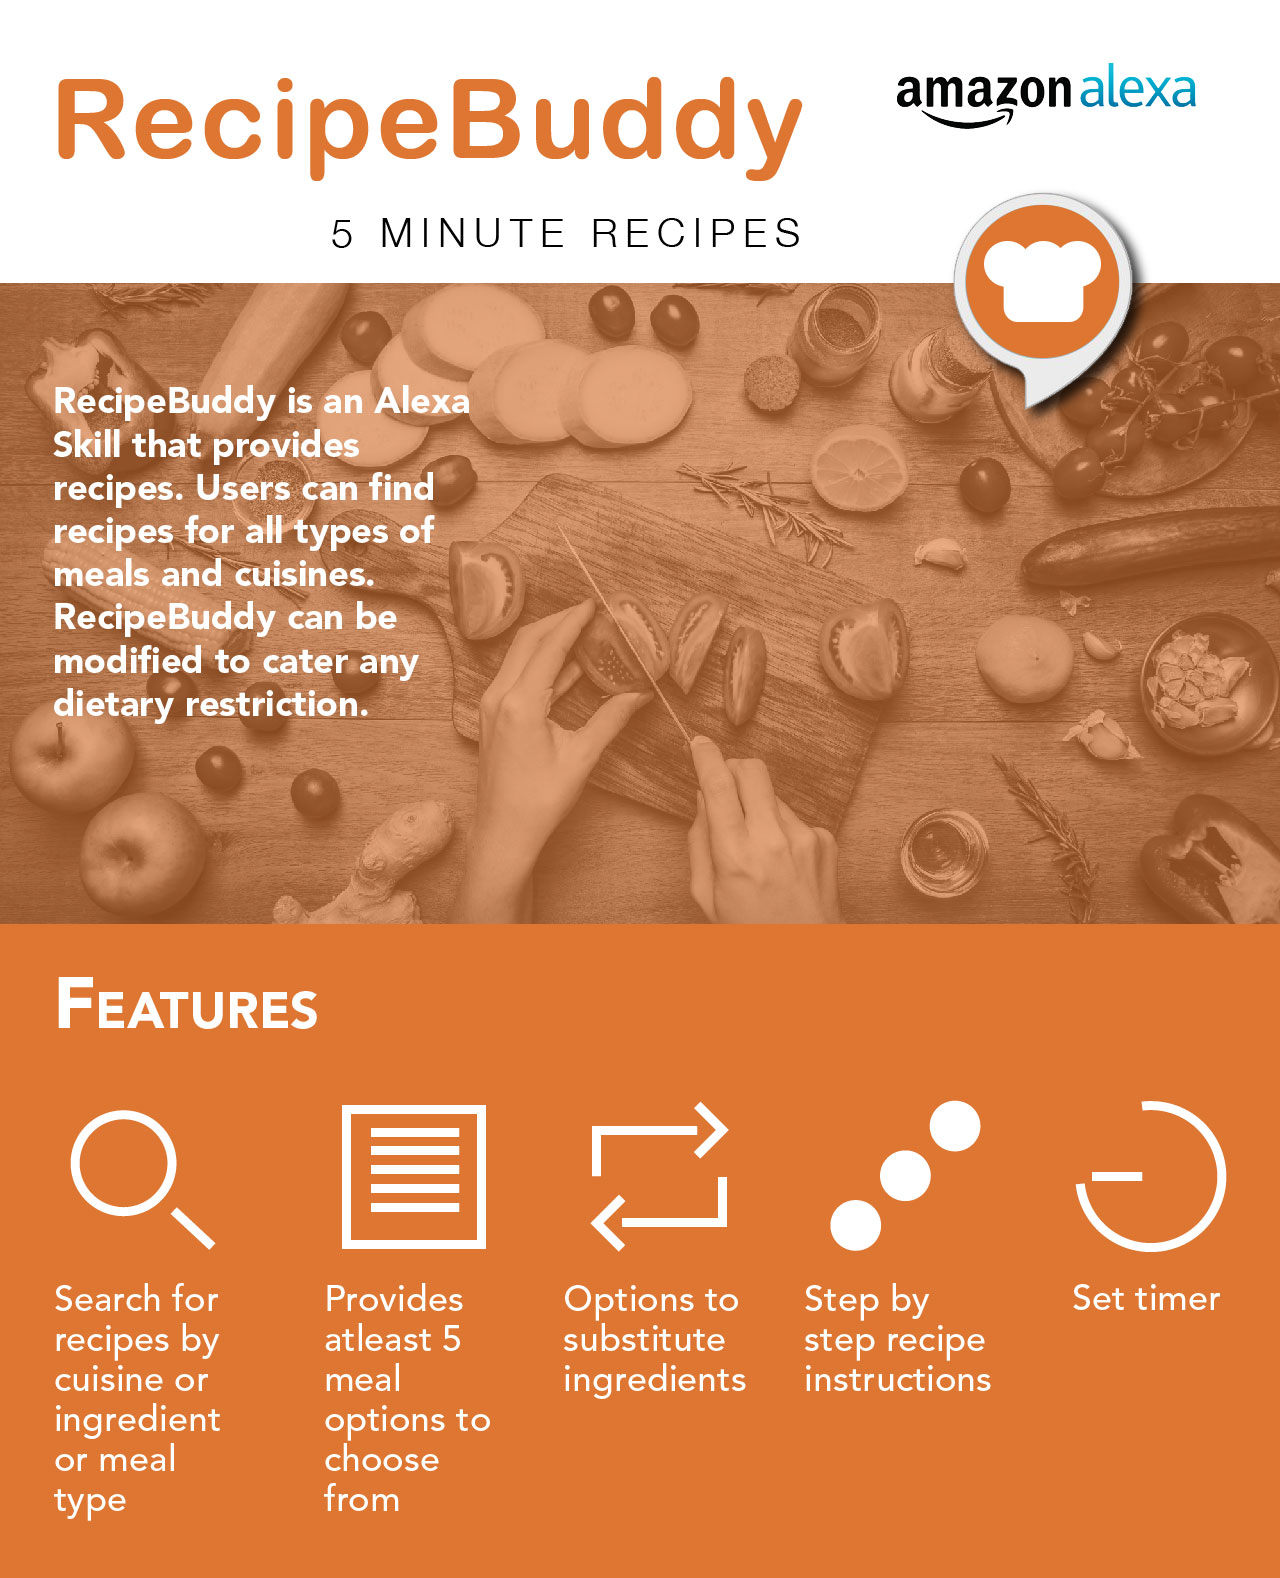 RecipeBuddy
amazon alexa
5 MINUTE RECIPES
RecipeBuddy is an Alexa
Skill that provides
recipes. Users can find
recipes for all types of
meals and cuisines.
RecipeBuddy can be
modified to cater any
dietary restriction.
FEATURES
Search for
recipes by
cuisine or
ingredient
or meal
type
Provides
atleast 5
meal
options to
choose
from
Options to
substitute
ingredients
Step by
step recipe
instructions
Set timer